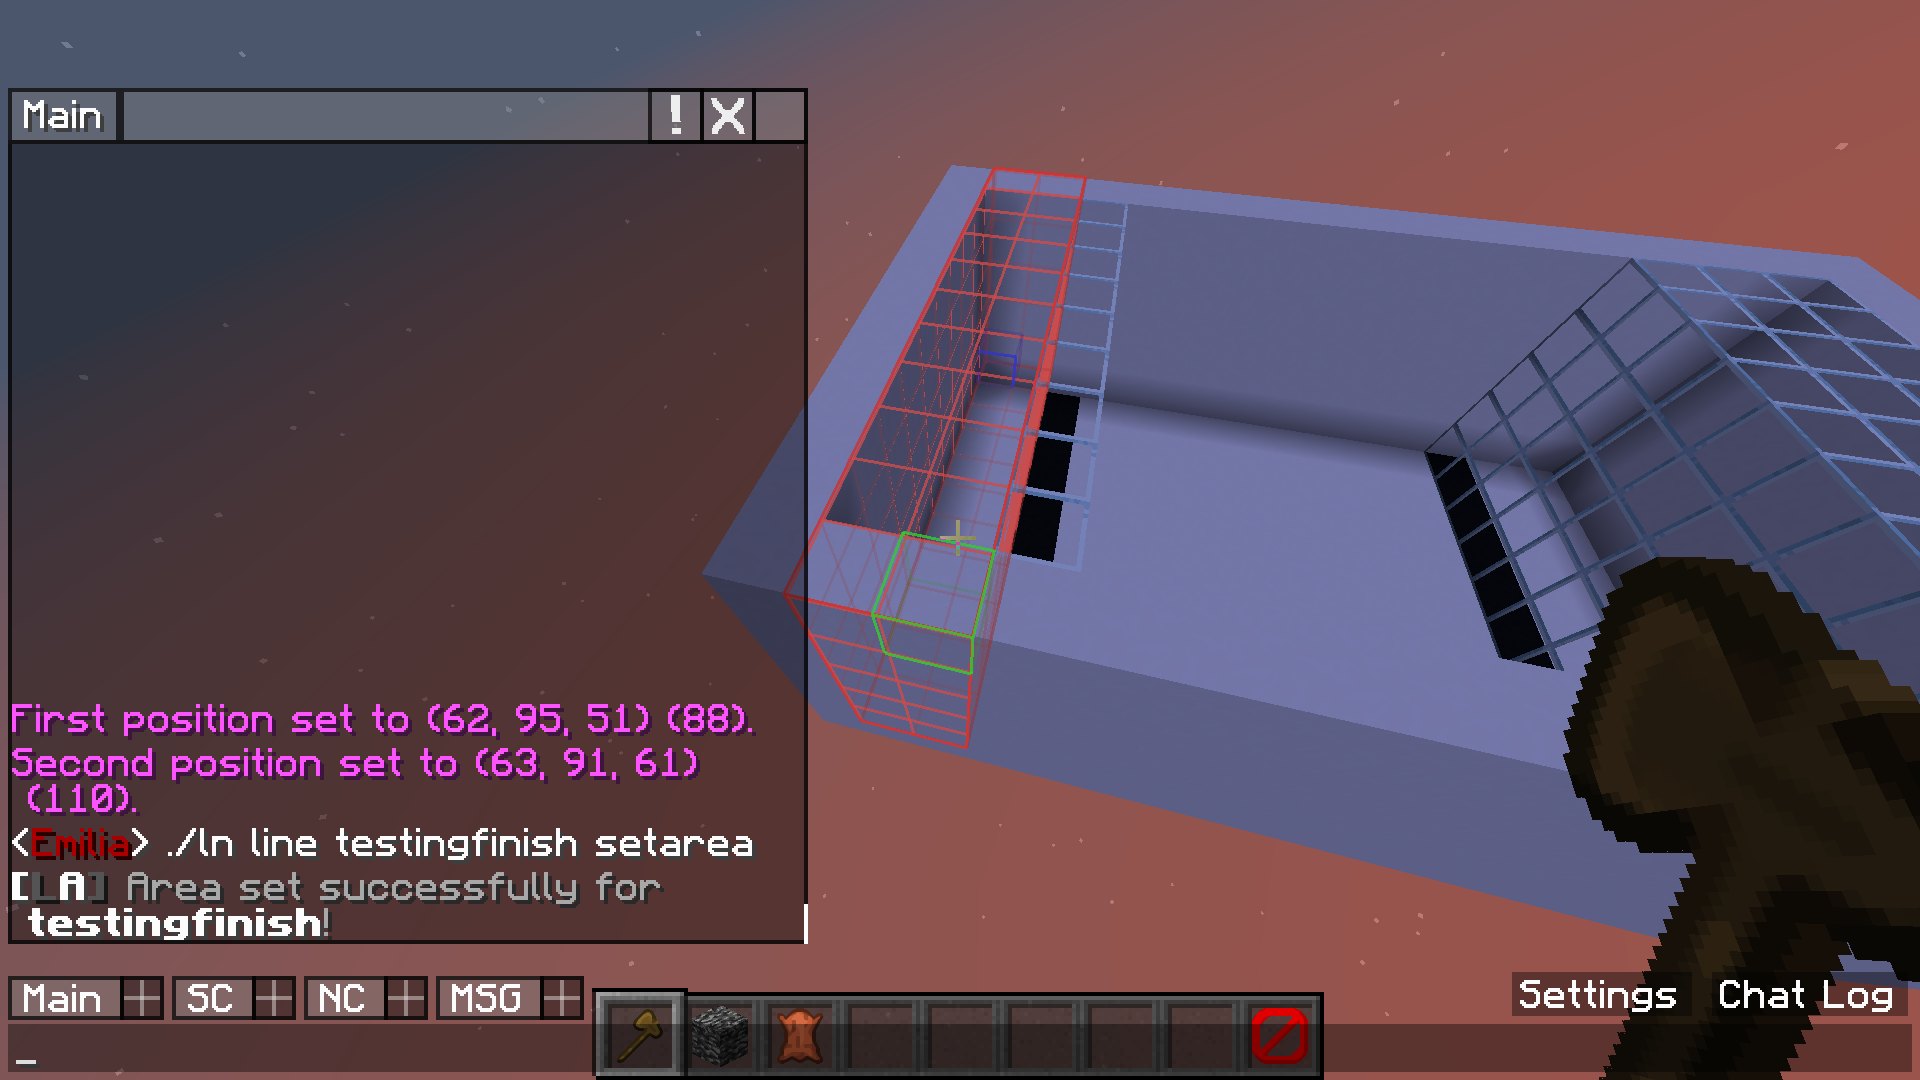 Main
! X
First position set to (62, 95, 51) (88).
Second position set to (63, 91, 61)
(110).
<Emilia> ./ln line testingfinish setarea
[LA] Area set successfully for
testingfinish!
Main + SC + NC + MSG +
Settings Chat Log
_